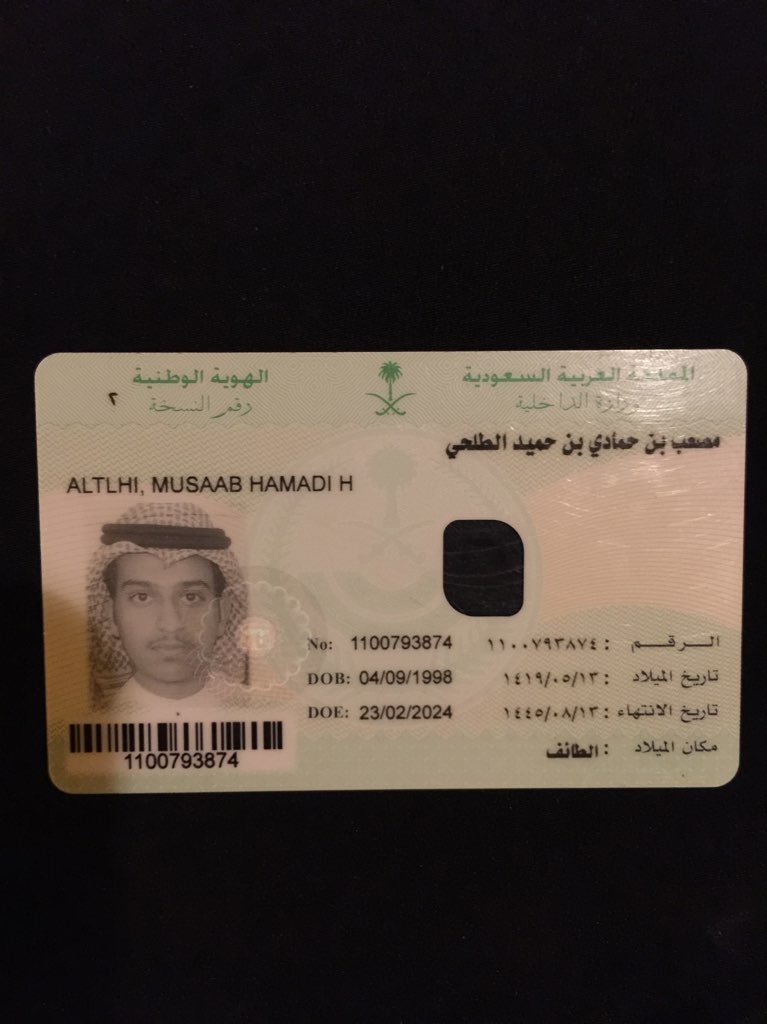 المملكة العربية السعودية
وزارة الداخلية
الهوية الوطنية
رقم النسخة ٢
مصعب بن حمادي بن حميد الطلحي
ALTLHI, MUSAAB HAMADI H
الـرقـم : ١١٠٠٧٩٣٨٧٤ No: 1100793874
تاريخ الميلاد : ١٤١٩/٠٥/١٣ DOB: 04/09/1998
تاريخ الانتهاء : ١٤٤٥/٠٨/١٣ DOE: 23/02/2024
مكان الميلاد : الطائف
1100793874